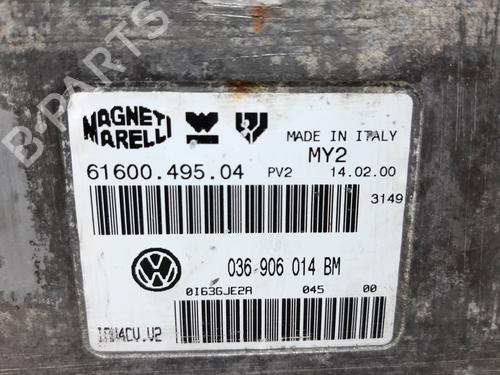 B-PARTS
MAGNETI
MARELLI
MADE IN ITALY
MY2
61600.495.04 PV2 14.02.00
3149
036 906 014 BM
0I63GJE2A 045 00
IAW4CV.V2